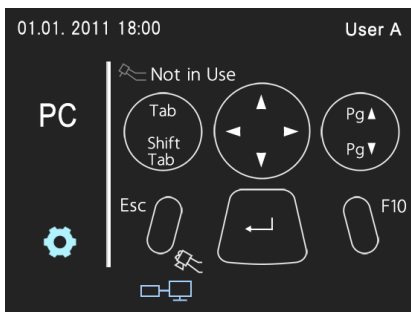 01.01. 2011 18:00 User A
Not in Use
PC
Tab
Shift
Tab
Pg▲
Pg▼
Esc
F10